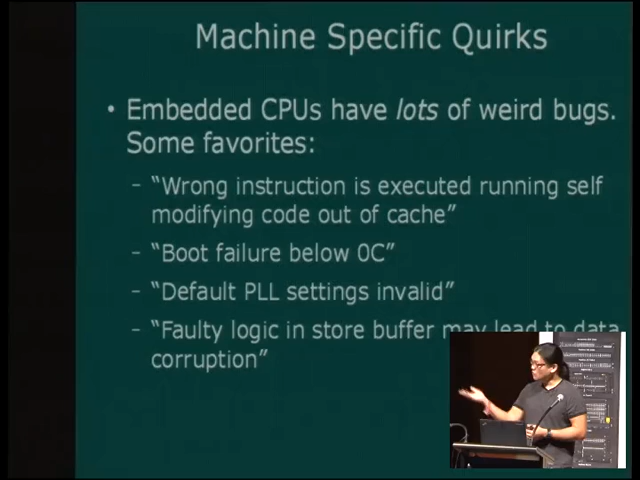 Machine Specific Quirks
• Embedded CPUs have lots of weird bugs.
Some favorites:
– “Wrong instruction is executed running self
modifying code out of cache”
– “Boot failure below 0C”
– “Default PLL settings invalid”
– “Faulty logic in store buffer may lead to data
corruption”